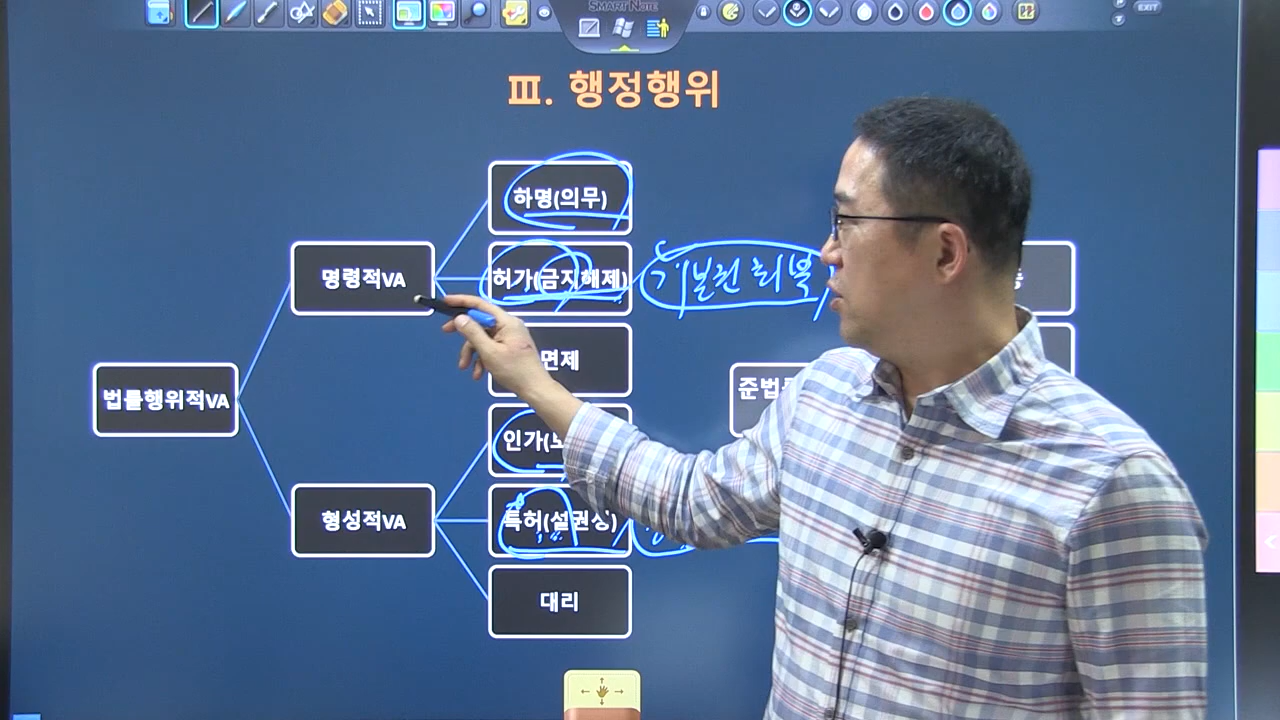 SMART NOTE
EXIT
Ⅲ. 행정행위
하명(의무)
명령적VA
허가(금지해제)
기본권 회복
면제
법률행위적VA
인가(보
준법
형성적VA
특허(설권상)
대리